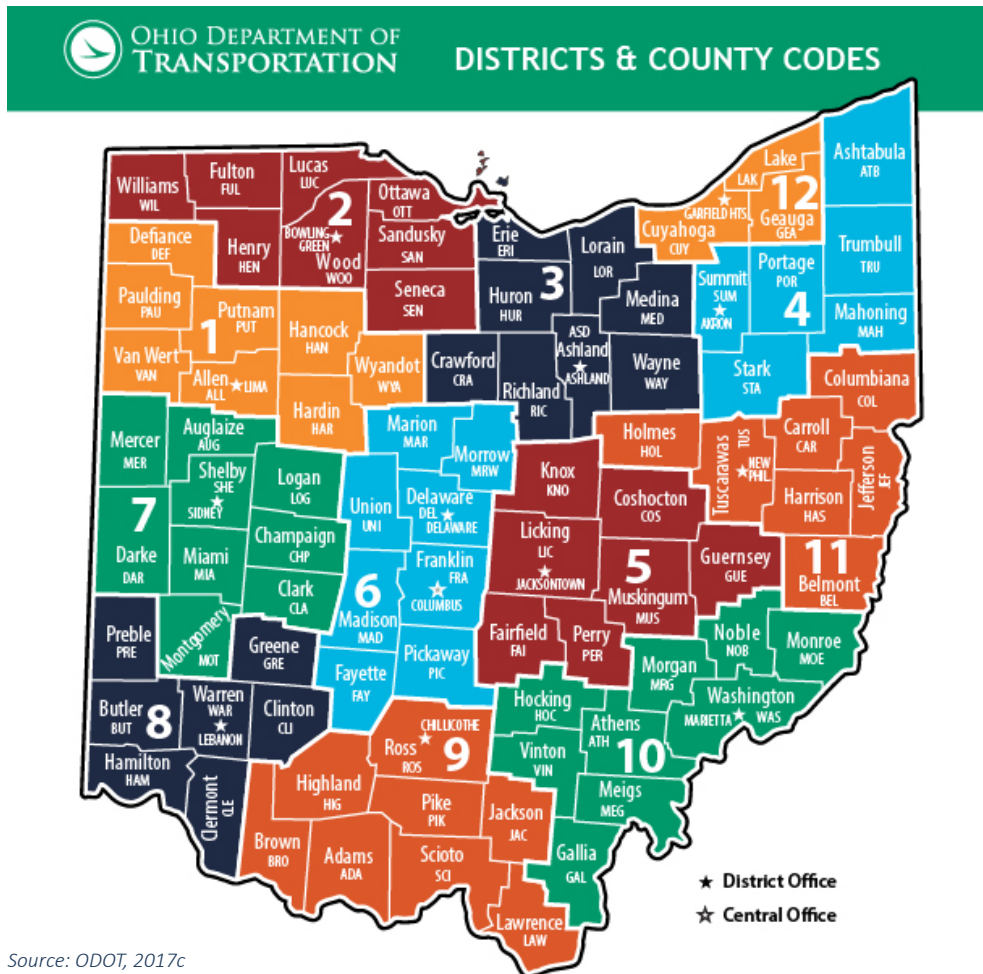 OHIO DEPARTMENT OF
TRANSPORTATION
DISTRICTS & COUNTY CODES
Williams
WIL
Fulton
FUL
Lucas
LUC
2
BOWLING
GREEN
Wood
WOO
Henry
HEN
Ottawa
OTT
Sandusky
SAN
Seneca
SEN
Defiance
DEF
Paulding
PAU
1
Putnam
PUT
Van Wert
VAN
Allen
ALL
LIMA
Hancock
HAN
Wyandot
WYA
Hardin
HAR
Erie
ERI
Lorain
LOR
Huron
HUR
3
Medina
MED
Crawford
CRA
Richland
RIC
ASD
Ashland
ASHLAND
Wayne
WAY
Lake
LAK
12
GARFIELD HTS
Geauga
GEA
Cuyahoga
CUY
Ashtabula
ATB
Trumbull
TRU
Summit
SUM
AKRON
Portage
POR
4
Mahoning
MAH
Stark
STA
Columbiana
COL
Mercer
MER
Auglaize
AUG
Shelby
SHE
SIDNEY
Logan
LOG
7
Darke
DAR
Miami
MIA
Champaign
CHP
Clark
CLA
Montgomery
MOT
Marion
MAR
Morrow
MRW
Union
UNI
Delaware
DEL
DELAWARE
Franklin
FRA
COLUMBUS
6
Madison
MAD
Fayette
FAY
Pickaway
PIC
Knox
KNO
Licking
LIC
JACKSONTOWN
Coshocton
COS
5
Muskingum
MUS
Guernsey
GUE
Fairfield
FAI
Perry
PER
Holmes
HOL
Tuscarawas
TUS
NEW
PHIL.
Carroll
CAR
Jefferson
JEF
Harrison
HAS
11
Belmont
BEL
Preble
PRE
Greene
GRE
Butler
BUT
8
Warren
WAR
LEBANON
Clinton
CLI
Hamilton
HAM
Clermont
CLE
Ross
ROS
CHILLICOTHE
9
Highland
HIG
Pike
PIK
Jackson
JAC
Brown
BRO
Adams
ADA
Scioto
SCI
Lawrence
LAW
Noble
NOB
Monroe
MOE
Morgan
MRG
Washington
MARIETTA
WAS
Hocking
HOC
Athens
ATH
10
Vinton
VIN
Meigs
MEG
Gallia
GAL
District Office
Central Office
Source: ODOT, 2017c